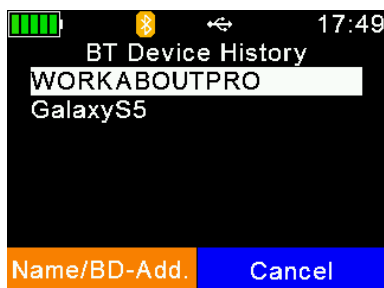 17:49
BT Device History
WORKABOUTPRO
GalaxyS5
Name/BD-Add. Cancel